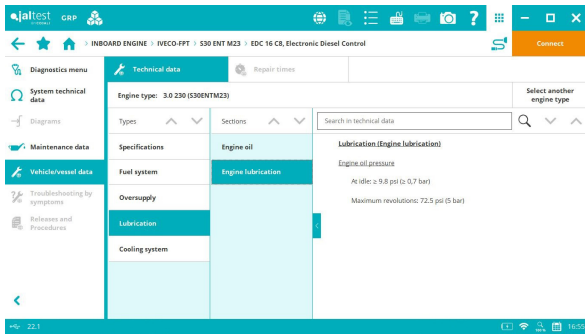 jaltest GRP
INBOARD ENGINE > IVECO-FPT > S30 ENT M23 > EDC 16 C8, Electronic Diesel Control
Connect
Diagnostics menu
System technical data
Diagrams
Maintenance data
Vehicle/vessel data
Troubleshooting by symptoms
Releases and Procedures
Technical data
Repair times
Engine type: 3.0 230 (S30ENTM23)
Select another engine type
Types
Sections
Search in technical data
Specifications
Fuel system
Oversupply
Lubrication
Cooling system
Engine oil
Engine lubrication
Lubrication (Engine lubrication)
Engine oil pressure
At idle: ≥ 9.8 psi (≥ 0,7 bar)
Maximum revolutions: 72.5 psi (5 bar)
22.1
100 %
16:55